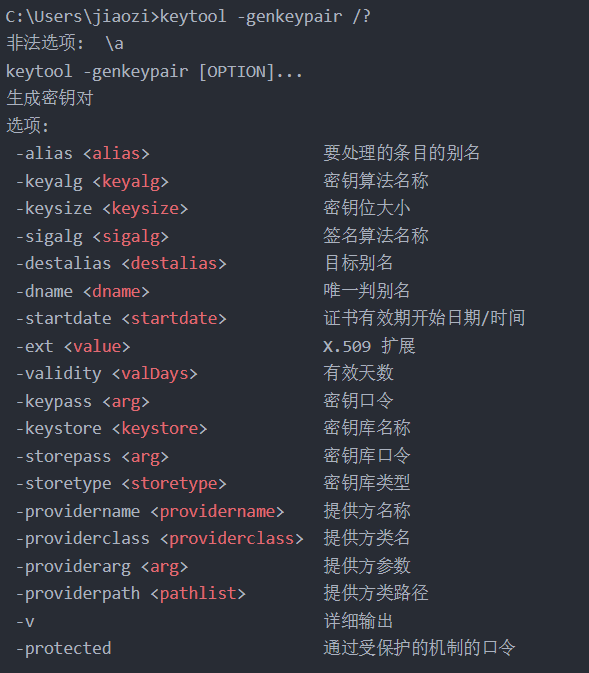 C:\Users\jiaozi>keytool -genkeypair /?
非法选项:  \a
keytool -genkeypair [OPTION]...
生成密钥对
选项:
-alias <alias> 要处理的条目的别名
-keyalg <keyalg> 密钥算法名称
-keysize <keysize> 密钥位大小
-sigalg <sigalg> 签名算法名称
-destalias <destalias> 目标别名
-dname <dname> 唯一判别名
-startdate <startdate> 证书有效期开始日期/时间
-ext <value> X.509 扩展
-validity <valDays> 有效天数
-keypass <arg> 密钥口令
-keystore <keystore> 密钥库名称
-storepass <arg> 密钥库口令
-storetype <storetype> 密钥库类型
-providername <providername> 提供方名称
-providerclass <providerclass> 提供方类名
-providerarg <arg> 提供方参数
-providerpath <pathlist> 提供方类路径
-v 详细输出
-protected 通过受保护的机制的口令